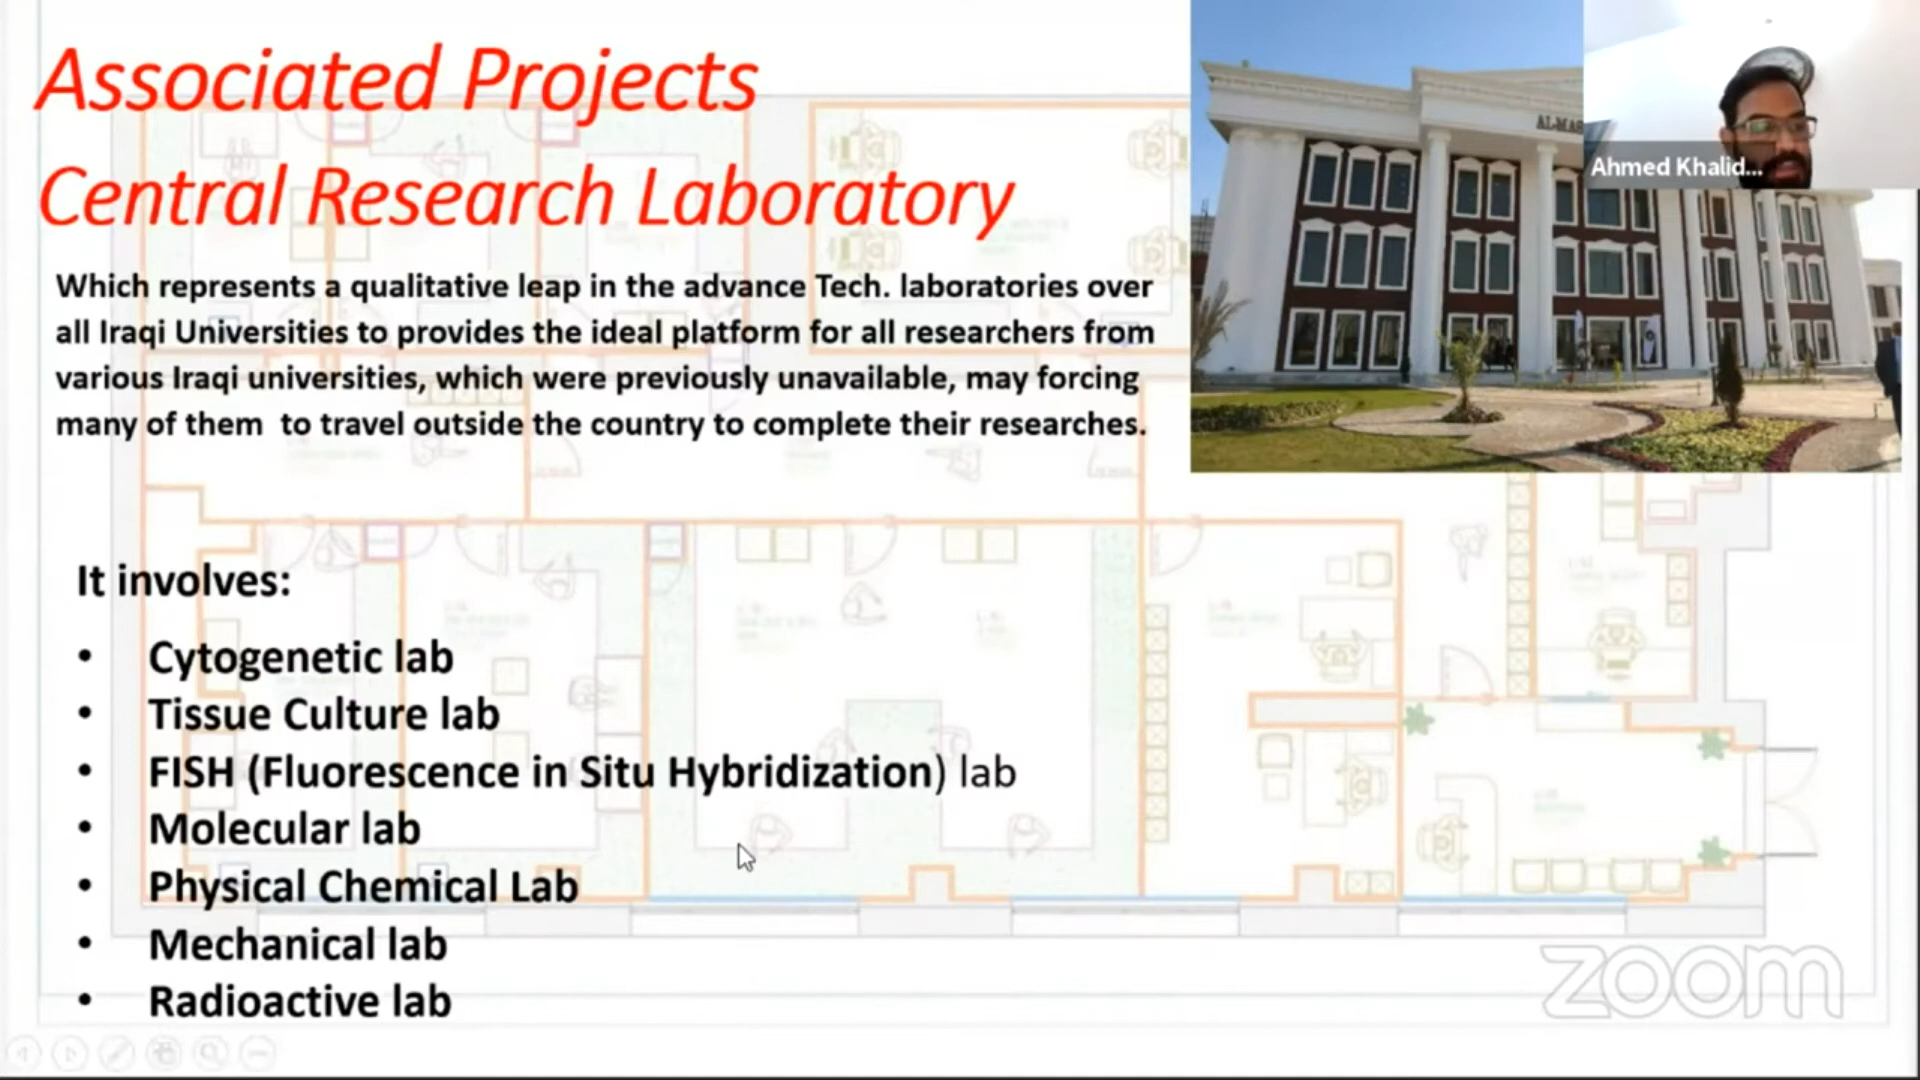 Associated Projects
Central Research Laboratory
Which represents a qualitative leap in the advance Tech. laboratories over
all Iraqi Universities to provides the ideal platform for all researchers from
various Iraqi universities, which were previously unavailable, may forcing
many of them to travel outside the country to complete their researches.
It involves:
• Cytogenetic lab
• Tissue Culture lab
• FISH (Fluorescence in Situ Hybridization) lab
• Molecular lab
• Physical Chemical Lab
• Mechanical lab
• Radioactive lab
AL-MAS
Ahmed Khalid...
zoom